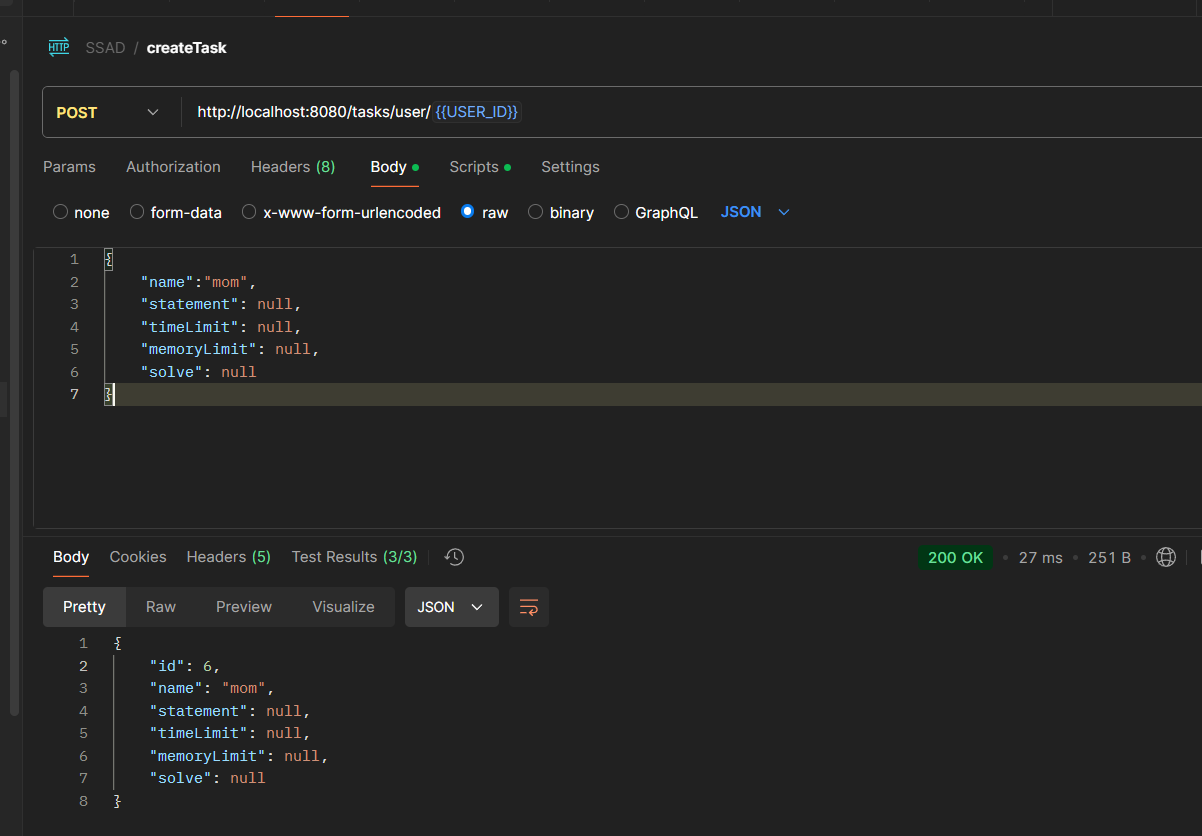 HTTP SSAD / createTask
POST http://localhost:8080/tasks/user/ {{USER_ID}}
Params Authorization Headers (8) Body Scripts Settings
none form-data x-www-form-urlencoded raw binary GraphQL JSON
1 {
2 "name":"mom",
3 "statement": null,
4 "timeLimit": null,
5 "memoryLimit": null,
6 "solve": null
7 }
Body Cookies Headers (5) Test Results (3/3) 200 OK • 27 ms • 251 B •
Pretty Raw Preview Visualize JSON
1 {
2 "id": 6,
3 "name": "mom",
4 "statement": null,
5 "timeLimit": null,
6 "memoryLimit": null,
7 "solve": null
8 }